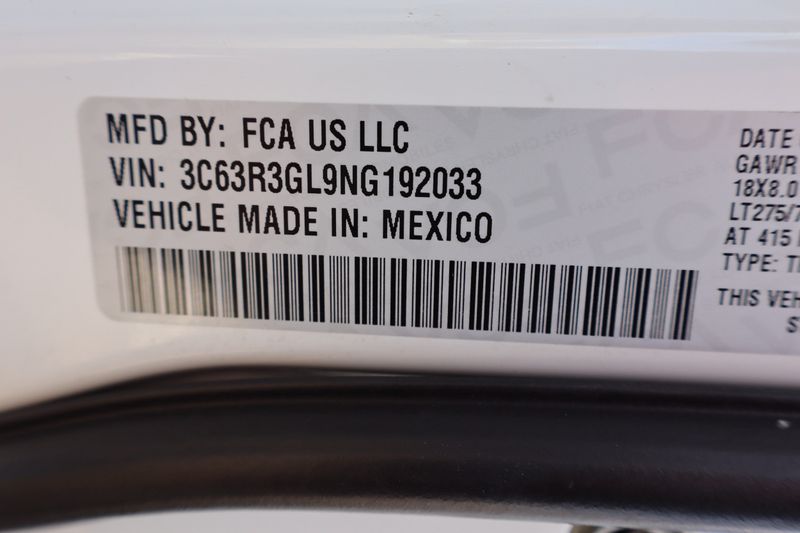 MFD BY: FCA US LLC
VIN: 3C63R3GL9NG192033
VEHICLE MADE IN: MEXICO
DATE
GAWR
18X8.0
LT275/7
AT 415
TYPE:
THIS VEH